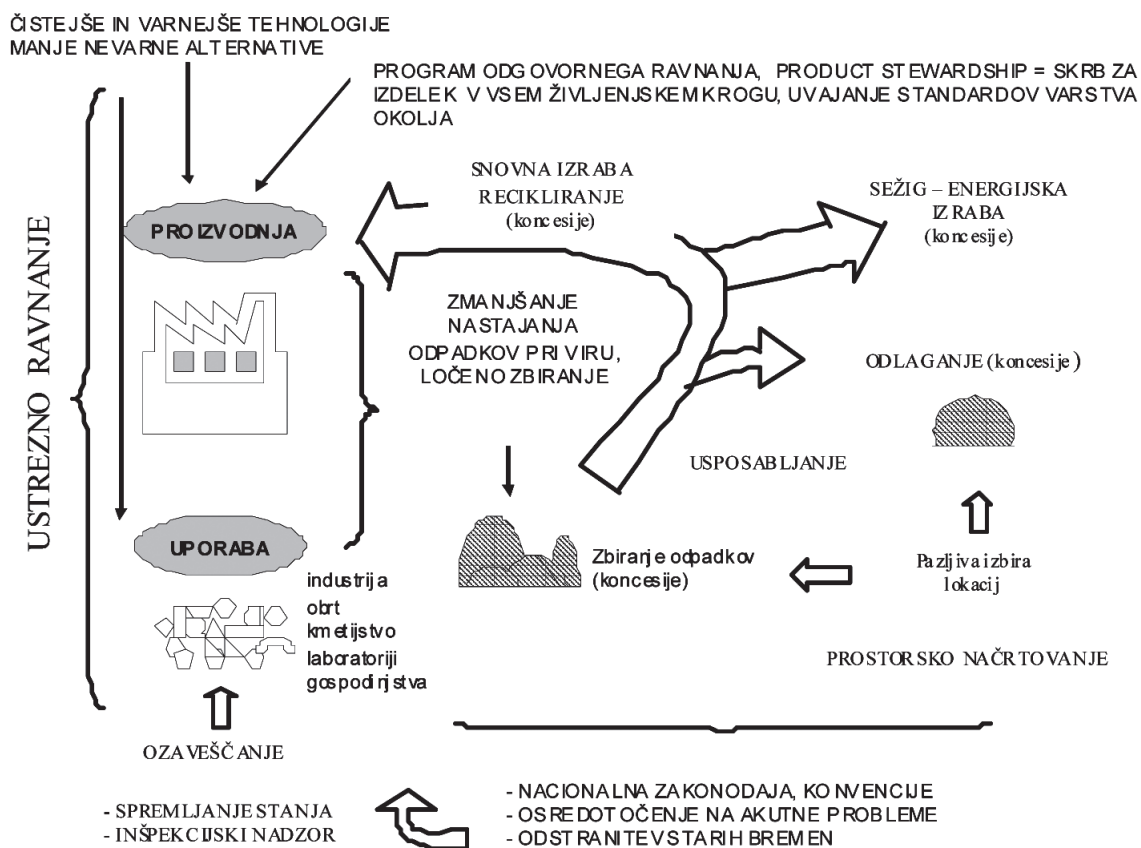 ČISTEJŠE IN VARNEJŠE TEHNOLOGIJE
MANJE NEVARNE ALTERNATIVE
PROGRAM ODGOVORNEGA RAVNANJA, PRODUCT STEWARDSHIP = SKRB ZA
IZDELEK V VSEM ŽIVLJENJSKEM KROGU, UVAJANJE STANDARDOV VARSTVA
OKOLJA
USTREZNO RAVNANJE
PROIZVODNJA
SNOVNA IZRABA
RECIKLIRANJE
(koncesije)
SEŽIG – ENERGIJSKA
IZRABA
(koncesije)
ZMANJŠANJE
NASTAJANJA
ODPADKOV PRI VIRU,
LOČENO ZBIRANJE
ODLAGANJE (koncesije)
USPOSABLJANJE
UPORABA
industrija
obrt
kmetijstvo
laboratoriji
gospodinjstva
Zbiranje odpadkov
(koncesije)
Pazljiva izbira
lokacij
PROSTORSKO NAČRTOVANJE
OZAVEŠČANJE
- SPREMLJANJE STANJA
- INŠPEKCIJSKI NADZOR
- NACIONALNA ZAKONODAJA, KONVENCIJE
- OSREDOTOČENJE NA AKUTNE PROBLEME
- ODSTRANITEV STARIH BREMEN